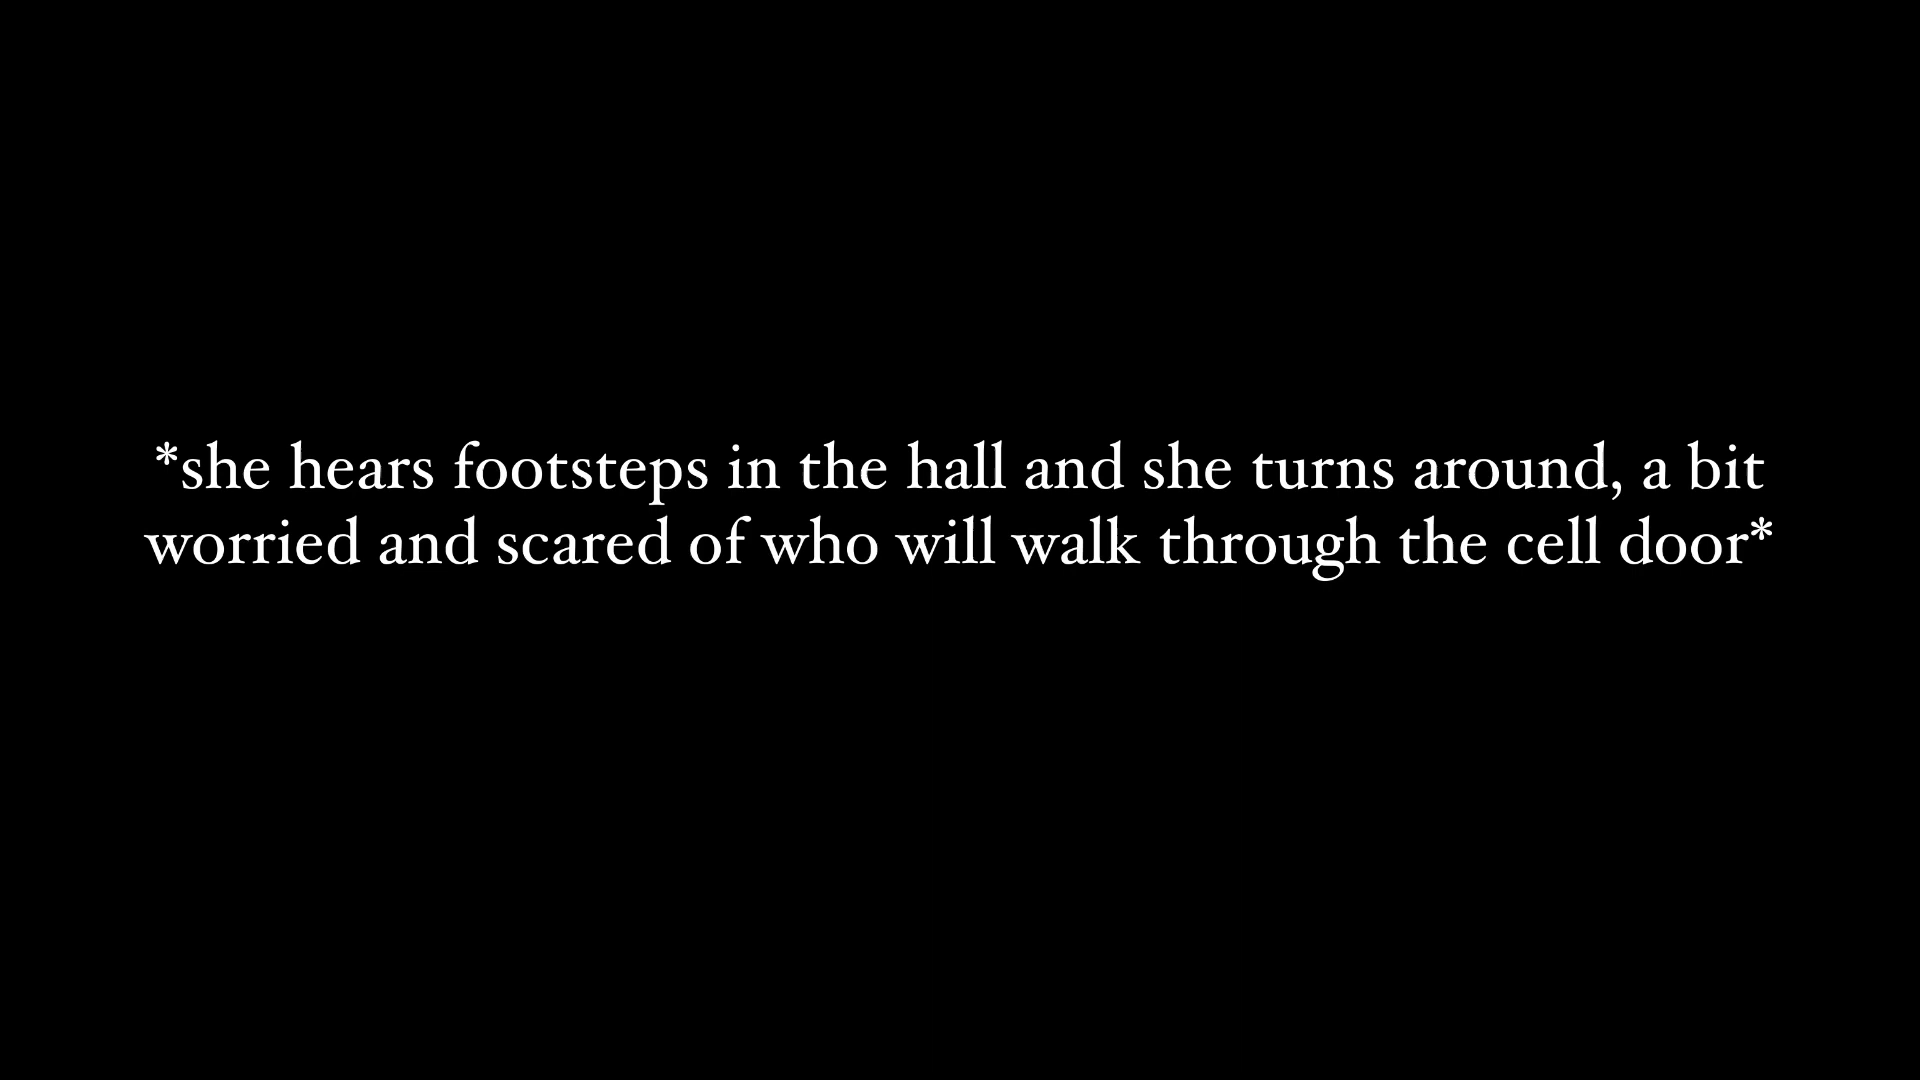 *she hears footsteps in the hall and she turns around, a bit
worried and scared of who will walk through the cell door*